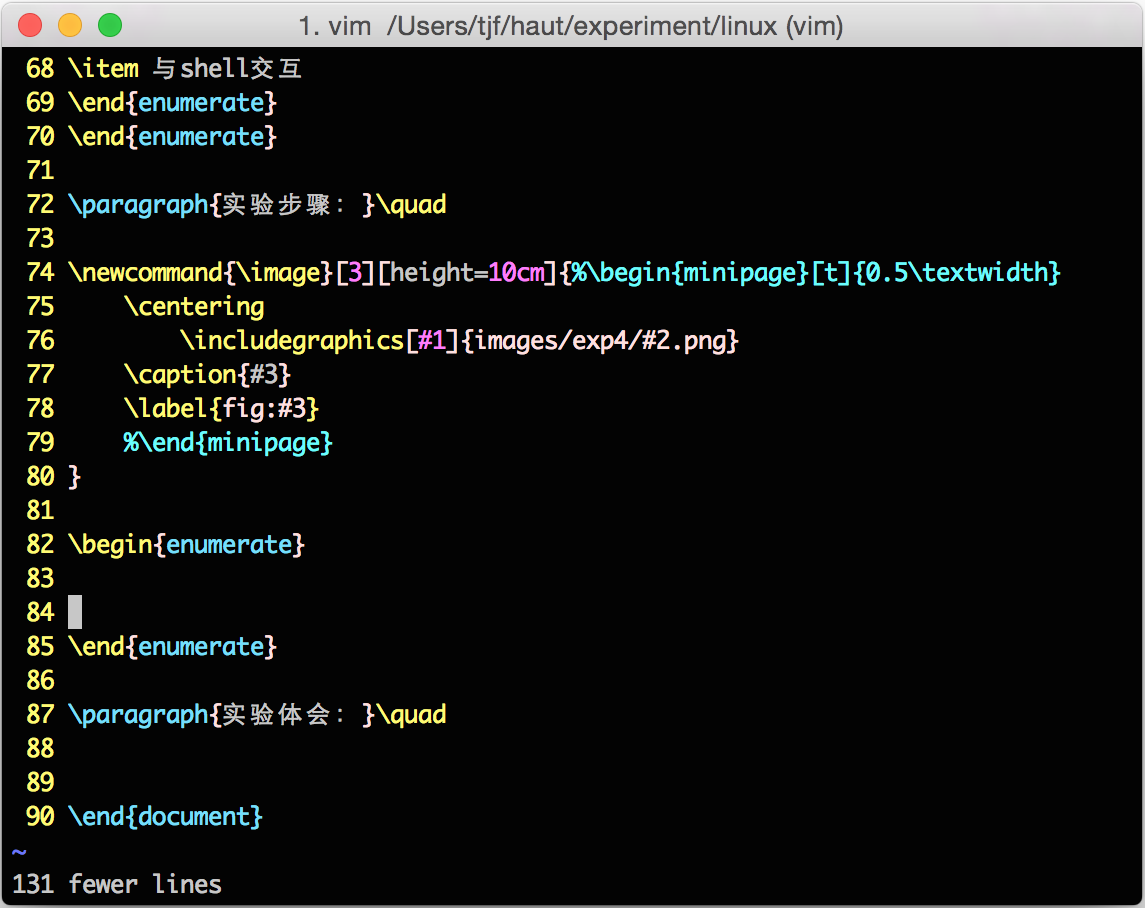 1. vim /Users/tjf/haut/experiment/linux (vim)
68 \item 与shell交互
69 \end{enumerate}
70 \end{enumerate}
71
72 \paragraph{实验步骤：}\quad
73
74 \newcommand{\image}[3][height=10cm]{%\begin{minipage}[t]{0.5\textwidth}
75     \centering
76         \includegraphics[#1]{images/exp4/#2.png}
77     \caption{#3}
78     \label{fig:#3}
79     %\end{minipage}
80 }
81
82 \begin{enumerate}
83
84
85 \end{enumerate}
86
87 \paragraph{实验体会：}\quad
88
89
90 \end{document}
~
131 fewer lines